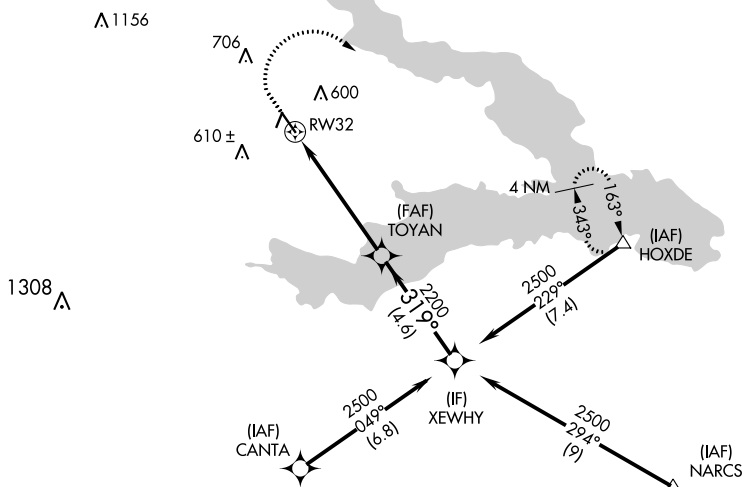 1156
706
600
RW32
610 ±
4 NM
163°
343°
(FAF)
TOYAN
(IAF)
HOXDE
1308
2500
229°
(7.4)
2200
319°
(4.6)
(IF)
XEWHY
2500
049°
(6.8)
(IAF)
CANTA
2500
294°
(9)
(IAF)
NARCS